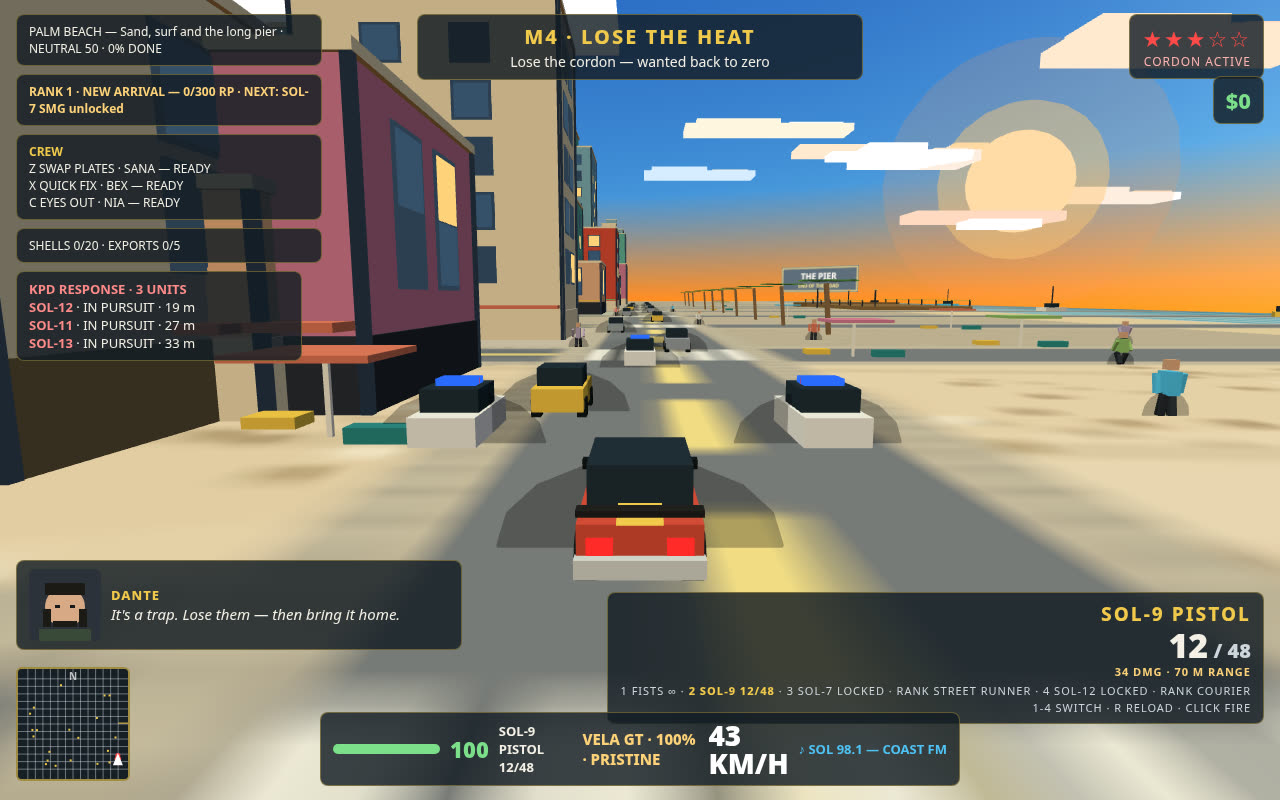 PALM BEACH — Sand, surf and the long pier ·
NEUTRAL 50 · 0% DONE
RANK 1 · NEW ARRIVAL — 0/300 RP · NEXT: SOL-
7 SMG unlocked
CREW
Z SWAP PLATES · SANA — READY
X QUICK FIX · BEX — READY
C EYES OUT · NIA — READY
SHELLS 0/20 · EXPORTS 0/5
KPD RESPONSE · 3 UNITS
SOL-12 · IN PURSUIT · 19 m
SOL-11 · IN PURSUIT · 27 m
SOL-13 · IN PURSUIT · 33 m
M4 · LOSE THE HEAT
Lose the cordon — wanted back to zero
★★★☆☆
CORDON ACTIVE
$0
THE PIER
END OF THE ROAD
DANTE
It's a trap. Lose them — then bring it home.
N
SOL-9 PISTOL
12 / 48
34 DMG · 70 M RANGE
1 FISTS ∞ · 2 SOL-9 12/48 · 3 SOL-7 LOCKED · RANK STREET RUNNER · 4 SOL-12 LOCKED · RANK COURIER
1-4 SWITCH · R RELOAD · CLICK FIRE
100
SOL-9
PISTOL
12/48
VELA GT · 100%
· PRISTINE
43
KM/H
♪ SOL 98.1 — COAST FM